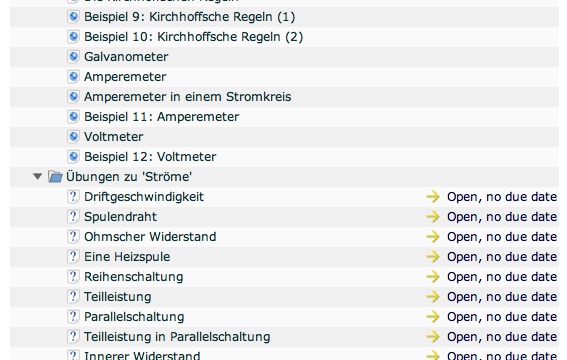 Die Kirchhoffschen Regeln
Beispiel 9: Kirchhoffsche Regeln (1)
Beispiel 10: Kirchhoffsche Regeln (2)
Galvanometer
Amperemeter
Amperemeter in einem Stromkreis
Beispiel 11: Amperemeter
Voltmeter
Beispiel 12: Voltmeter
Übungen zu 'Ströme'
Driftgeschwindigkeit Open, no due date
Spulendraht Open, no due date
Ohmscher Widerstand Open, no due date
Eine Heizspule Open, no due date
Reihenschaltung Open, no due date
Teilleistung Open, no due date
Parallelschaltung Open, no due date
Teilleistung in Parallelschaltung Open, no due date
Innerer Widerstand Open, no due date